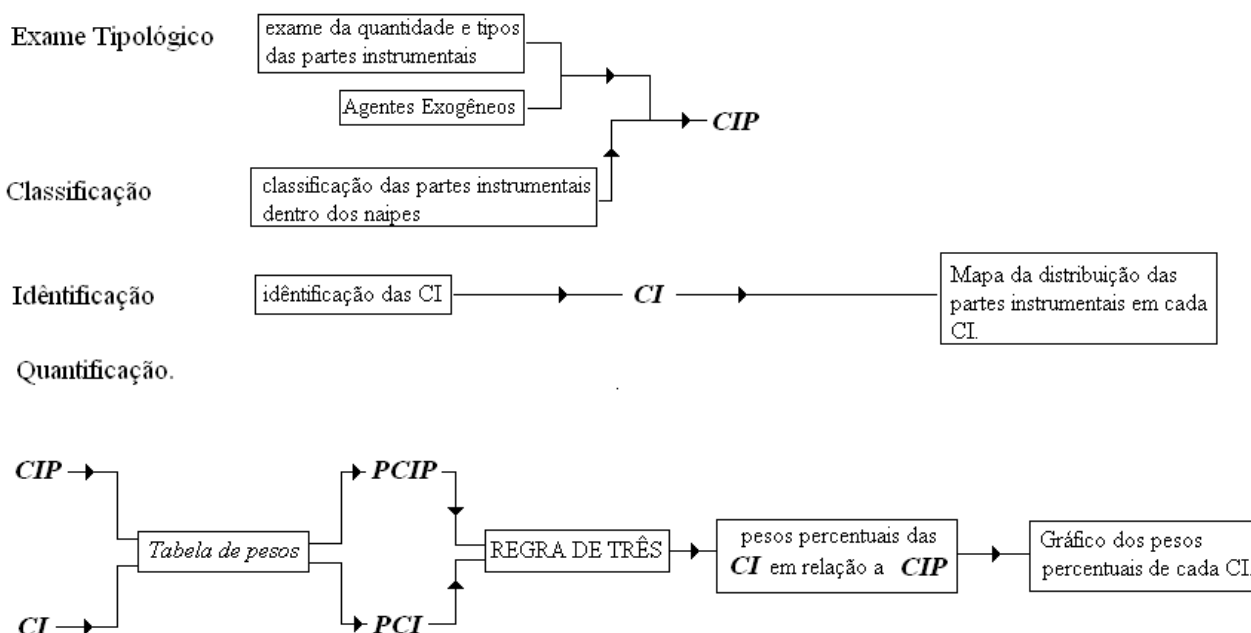 Exame Tipológico
exame da quantidade e tipos
das partes instrumentais
Agentes Exogêneos
CIP
Classificação
classificação das partes instrumentais
dentro dos naipes
Idêntificação
idêntificação das CI
CI
Mapa da distribuição das
partes instrumentais em cada
CI.
Quantificação.
CIP
PCIP
Tabela de pesos
REGRA DE TRÊS
pesos percentuais das
CI em relação a CIP
Gráfico dos pesos
percentuais de cada CI.
CI
PCI